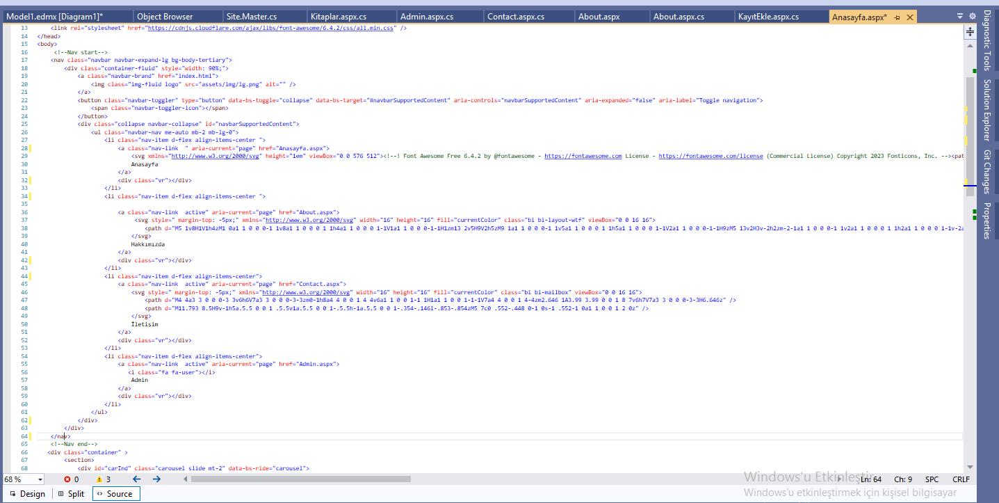 Model1.edmx [Diagram1]* Object Browser Site.Master.cs Kitaplar.aspx.cs Admin.aspx.cs Contact.aspx.cs About.aspx About.aspx.cs KayıtEkle.aspx.cs Anasayfa.aspx*
13 <link rel="stylesheet" href="https://cdnjs.cloudflare.com/ajax/libs/font-awesome/6.4.2/css/all.min.css" />
14 </head>
15 <body>
16 <!--Nav start-->
17 <nav class="navbar navbar-expand-lg bg-body-tertiary">
18 <div class="container-fluid" style="width: 90%;">
19 <a class="navbar-brand" href="index.html">
20 <img class="img-fluid logo" src="assets/img/lg.png" alt="" />
21 </a>
22 <button class="navbar-toggler" type="button" data-bs-toggle="collapse" data-bs-target="#navbarSupportedContent" aria-controls="navbarSupportedContent" aria-expanded="false" aria-label="Toggle navigation">
23 <span class="navbar-toggler-icon"></span>
24 </button>
25 <div class="collapse navbar-collapse" id="navbarSupportedContent">
26 <ul class="navbar-nav me-auto mb-2 mb-lg-0">
27 <li class="nav-item d-flex align-items-center ">
28 <a class="nav-link  " aria-current="page" href="Anasayfa.aspx">
29 <svg xmlns="http://www.w3.org/2000/svg" height="1em" viewBox="0 0 576 512"><!--! Font Awesome Free 6.4.2 by @fontawesome - https://fontawesome.com License - https://fontawesome.com/license (Commercial License) Copyright 2023 Fonticons, Inc. --><pat
30 Anasayfa
31 </a>
32 <div class="vr"></div>
33 </li>
34 <li class="nav-item d-flex align-items-center ">
35
36 <a class="nav-link  active" aria-current="page" href="About.aspx">
37 <svg style=" margin-top: -5px;" xmlns="http://www.w3.org/2000/svg" width="16" height="16" fill="currentColor" class="bi bi-layout-wtf" viewBox="0 0 16 16">
38 <path d="M5 1v8H1V1h4zM1 0a1 1 0 0 0-1 1v8a1 1 0 0 0 1 1h4a1 1 0 0 0 1-1V1a1 1 0 0 0-1-1H1zm13 2v5H9V2h5zM9 1a1 1 0 0 0-1 1v5a1 1 0 0 0 1 1h5a1 1 0 0 0 1-1V2a1 1 0 0 0-1-1H9zM5 13v2H3v-2h2zm-2-1a1 1 0 0 0-1 1v2a1 1 0 0 0 1 1h2a1 1 0 0 0 1-1v-2a
39 </svg>
40 Hakkımızda
41 </a>
42 <div class="vr"></div>
43 </li>
44 <li class="nav-item d-flex align-items-center">
45 <a class="nav-link  active" aria-current="page" href="Contact.aspx">
46 <svg style=" margin-top: -5px;" xmlns="http://www.w3.org/2000/svg" width="16" height="16" fill="currentColor" class="bi bi-mailbox" viewBox="0 0 16 16">
47 <path d="M4 4a3 3 0 0 0-3 3v6h6V7a3 3 0 0 0-3-3zm0-1h8a4 4 0 0 1 4 4v6a1 1 0 0 1-1 1H1a1 1 0 0 1-1-1V7a4 4 0 0 1 4-4zm2.646 1A3.99 3.99 0 0 1 8 7v6h7V7a3 3 0 0 0-3-3H6.646z" />
48 <path d="M11.793 8.5H9v-1h5a.5.5 0 0 1 .5.5v1a.5.5 0 0 1-.5.5h-1a.5.5 0 0 1-.354-.146l-.853-.854zM5 7c0 .552-.448 0-1 0s-1 .552-1 0a1 1 0 0 1 2 0z" />
49 </svg>
50 İletişim
51 </a>
52 <div class="vr"></div>
53 </li>
54 <li class="nav-item d-flex align-items-center">
55 <a class="nav-link  active" aria-current="page" href="Admin.aspx">
56 <i class="fa fa-user"></i>
57 Admin
58 </a>
59 <div class="vr"></div>
60 </li>
61 </ul>
62 </div>
63 </div>
64 </nav>
65 <!--Nav end-->
66 <div class="container" >
67 <section>
68 <div id="carInd" class="carousel slide mt-2" data-bs-ride="carousel">
68 % 0 3 Ln: 64 Ch: 9 SPC CRLF
Design Split Source
Diagnostic Tools
Solution Explorer
Git Changes
Properties
Windows'u Etkinleştir
Windows'u etkinleştirmek için kişisel bilgisayar